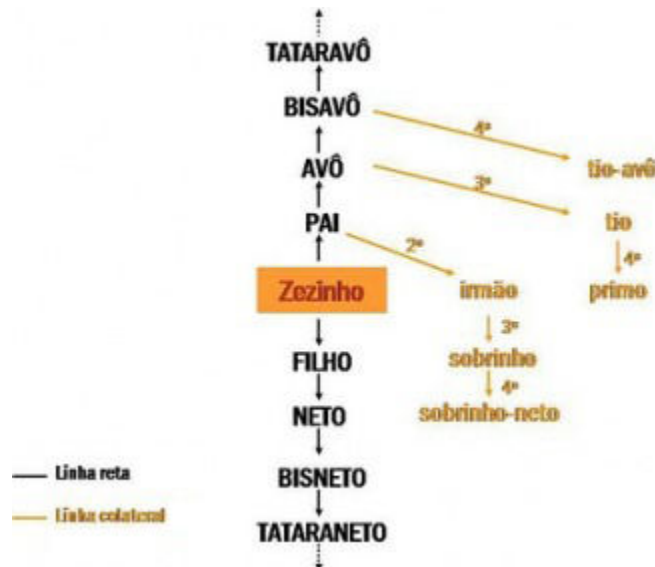 TATARAVÔ
BISAVÔ
4º
tio-avô
AVÔ
3º
tio
PAI
2º
4º
Zezinho
irmão
primo
3º
FILHO
sobrinho
4º
NETO
sobrinho-neto
Linha reta
BISNETO
Linha colateral
TATARANETO